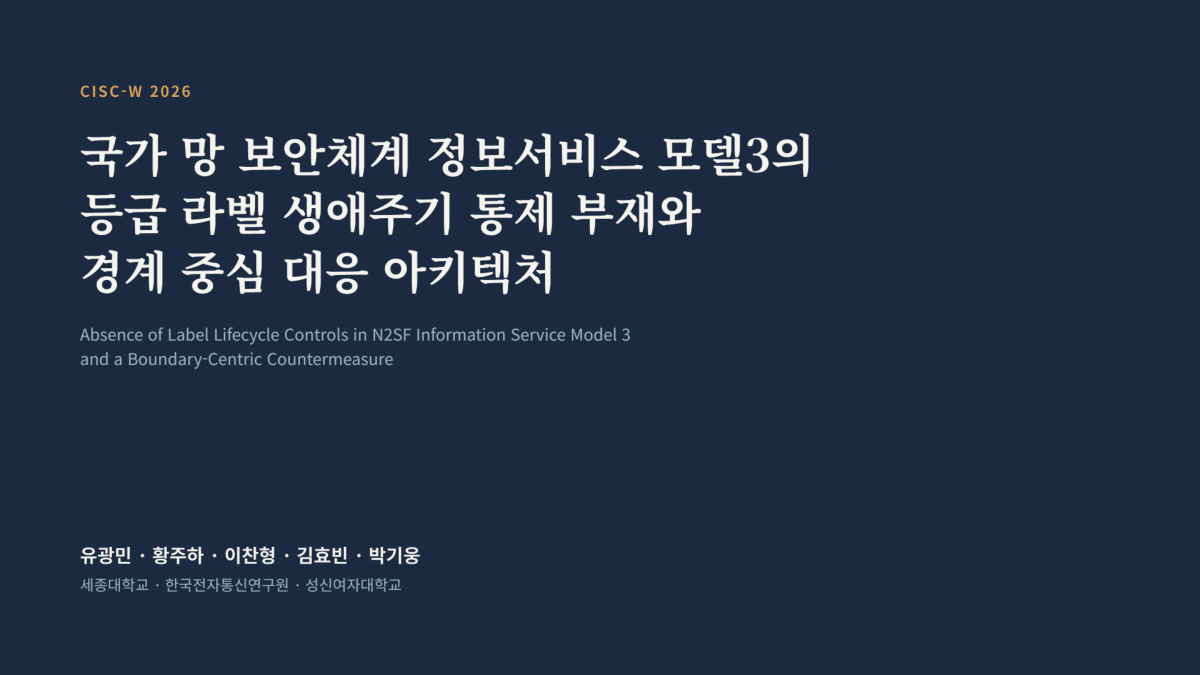 CISC-W 2026
국가 망 보안체계 정보서비스 모델3의
등급 라벨 생애주기 통제 부재와
경계 중심 대응 아키텍처
Absence of Label Lifecycle Controls in N2SF Information Service Model 3
and a Boundary-Centric Countermeasure
유광민 · 황주하 · 이찬형 · 김효빈 · 박기웅
세종대학교 · 한국전자통신연구원 · 성신여자대학교